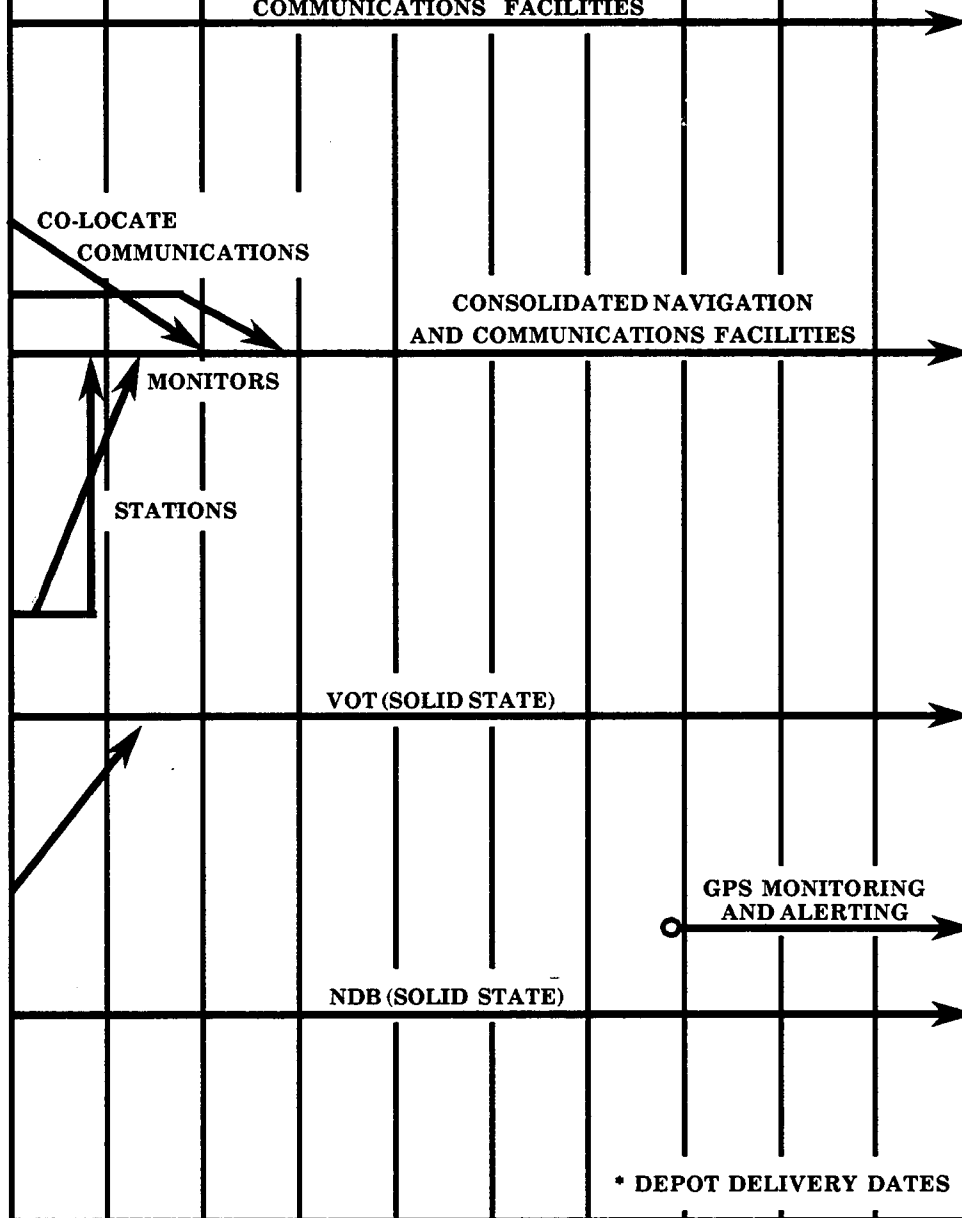 COMMUNICATIONS FACILITIES
CO-LOCATE
COMMUNICATIONS
CONSOLIDATED NAVIGATION
AND COMMUNICATIONS FACILITIES
MONITORS
STATIONS
VOT (SOLID STATE)
GPS MONITORING
AND ALERTING
NDB (SOLID STATE)
* DEPOT DELIVERY DATES